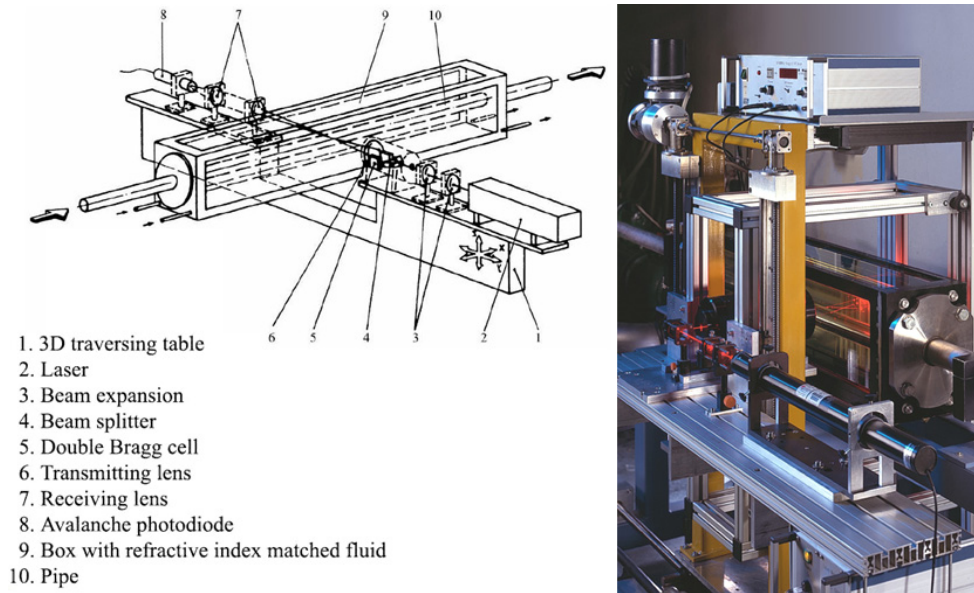 8 7 9 10
6 5 4 3 2 1
1. 3D traversing table
2. Laser
3. Beam expansion
4. Beam splitter
5. Double Bragg cell
6. Transmitting lens
7. Receiving lens
8. Avalanche photodiode
9. Box with refractive index matched fluid
10. Pipe